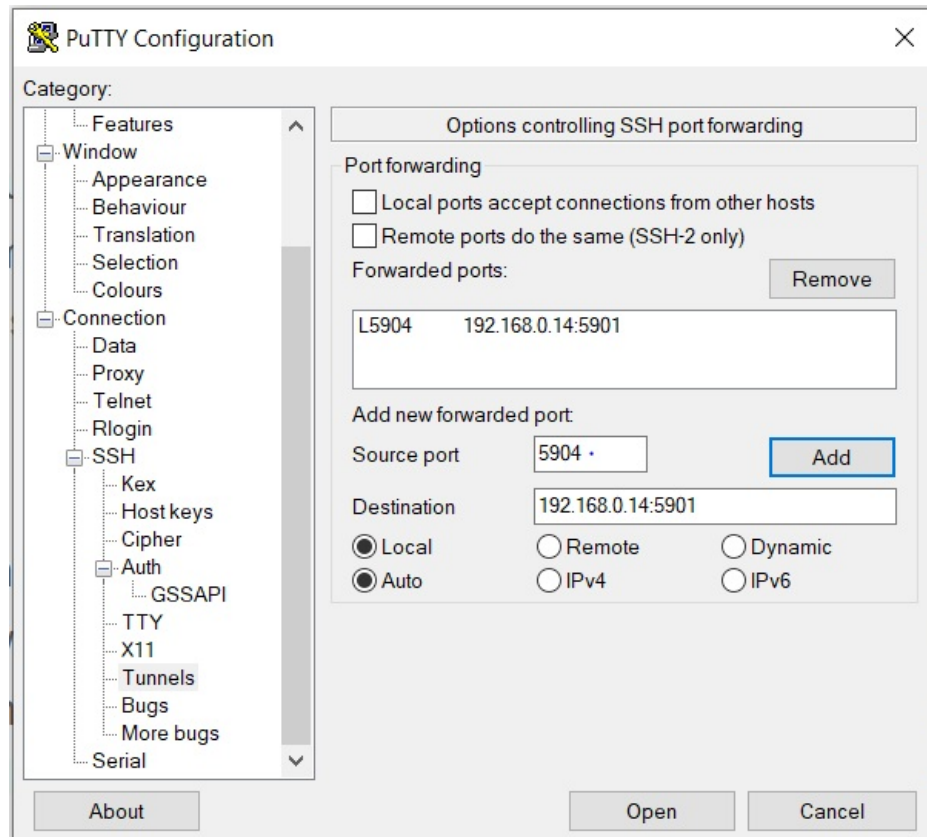 PuTTY Configuration
Category:
Features
Window
Appearance
Behaviour
Translation
Selection
Colours
Connection
Data
Proxy
Telnet
Rlogin
SSH
Kex
Host keys
Cipher
Auth
GSSAPI
TTY
X11
Tunnels
Bugs
More bugs
Serial
Options controlling SSH port forwarding
Port forwarding
Local ports accept connections from other hosts
Remote ports do the same (SSH-2 only)
Forwarded ports:
Remove
L5904 192.168.0.14:5901
Add new forwarded port:
Source port 5904 Add
Destination 192.168.0.14:5901
Local Remote Dynamic
Auto IPv4 IPv6
About Open Cancel